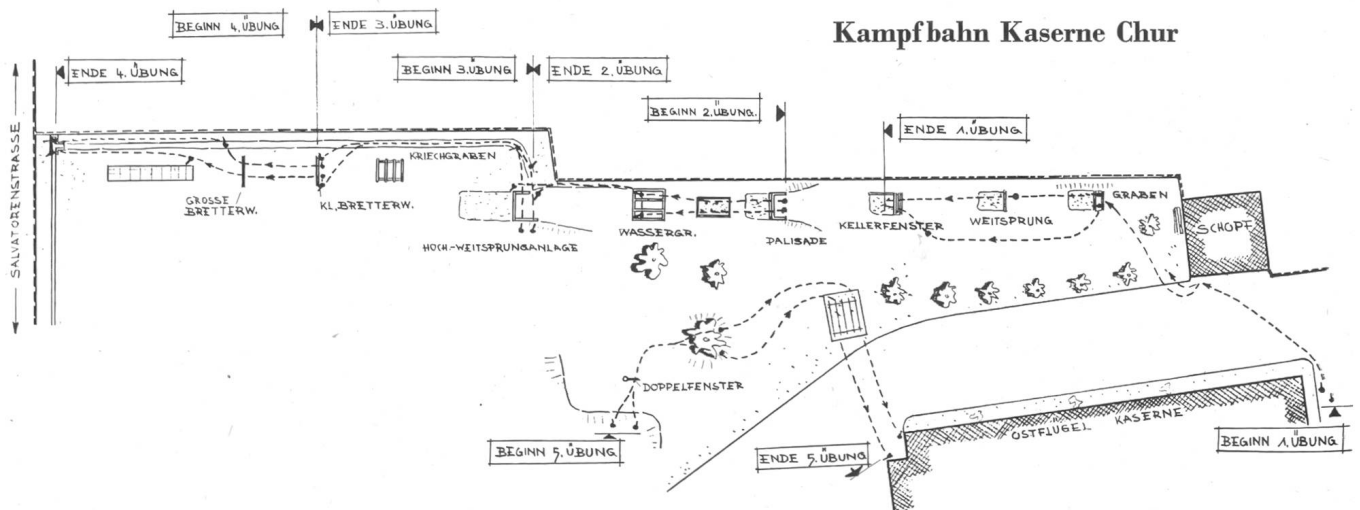 Kampfbahn Kaserne Chur
BEGINN 4.ÜBUNG
ENDE 3.ÜBUNG
ENDE 4.ÜBUNG
BEGINN 3.ÜBUNG
ENDE 2.ÜBUNG
BEGINN 2.ÜBUNG.
ENDE 1.ÜBUNG
SALVATORENSTRASSE
KRIECHGRABEN
GROSSE
BRETTERW.
KL.BRETTERW.
HOCH-WEITSPRUNGANLAGE
WASSERGR.
PALISADE
KELLERFENSTER
WEITSPRUNG
GRABEN
SCHOPF
DOPPELFENSTER
OSTFLÜGEL KASERNE
BEGINN 5.ÜBUNG
ENDE 5.ÜBUNG
BEGINN 1.ÜBUNG